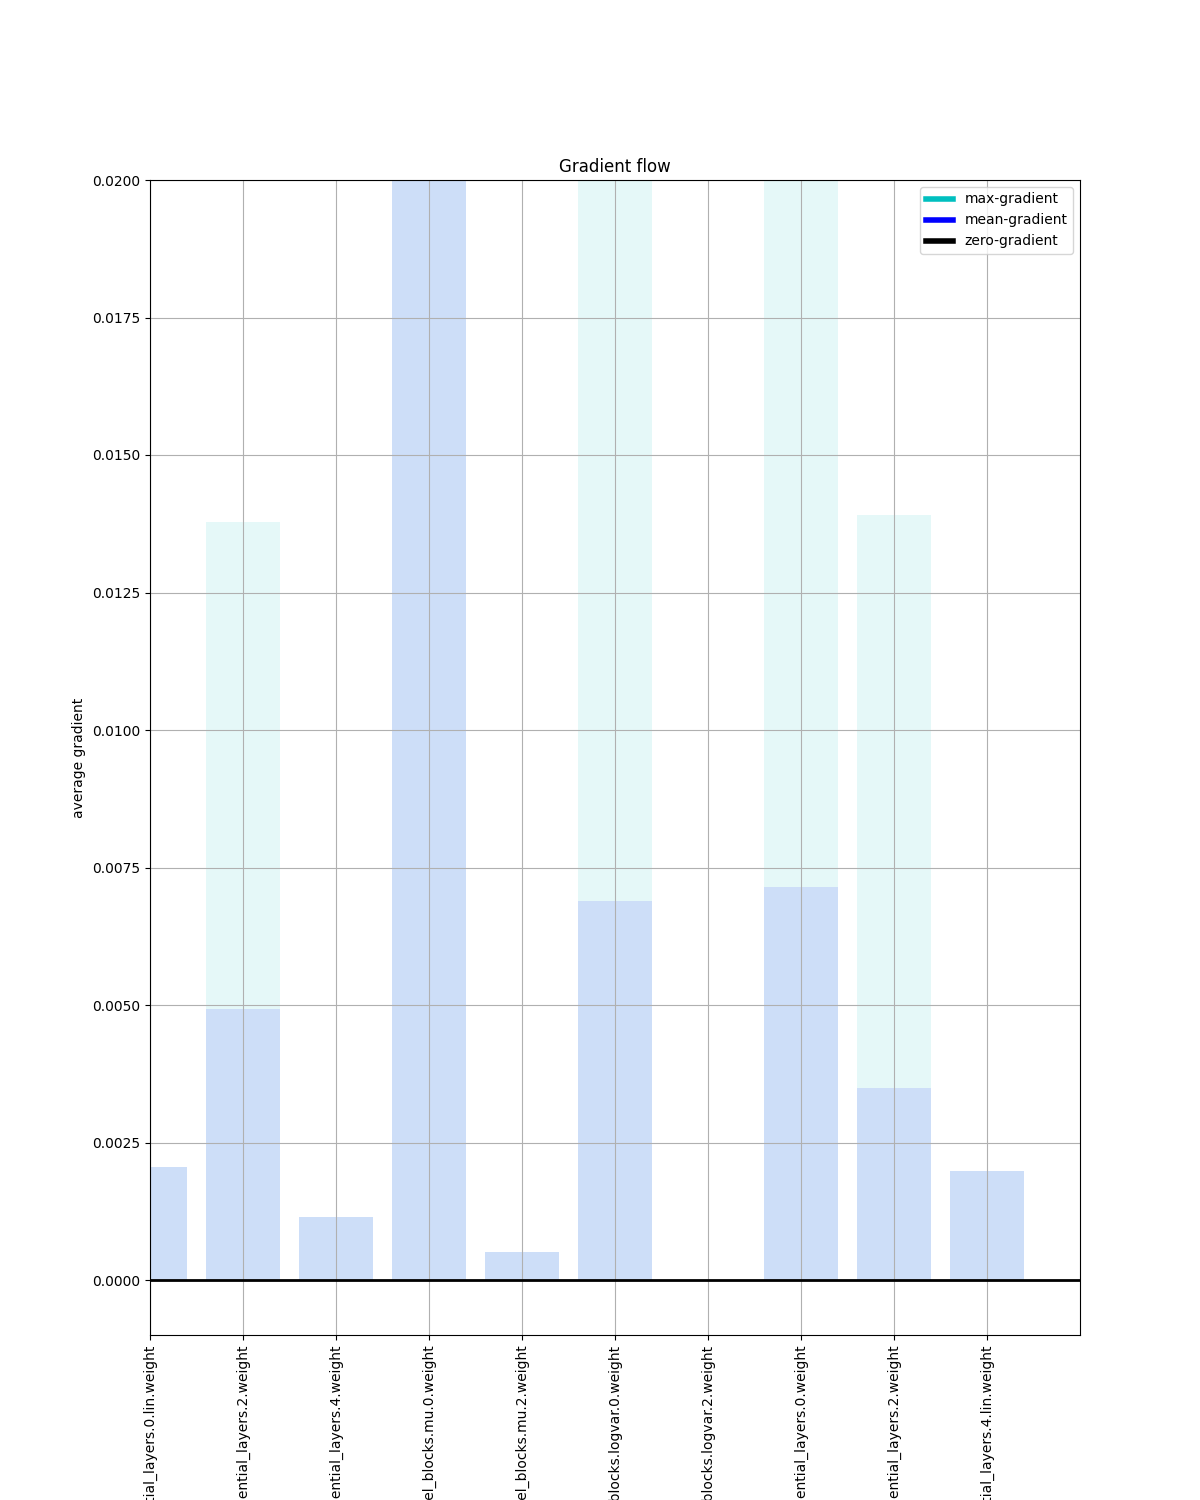 Gradient flow
max-gradient
mean-gradient
zero-gradient
0.0200
0.0175
0.0150
0.0125
0.0100
0.0075
0.0050
0.0025
0.0000
average gradient
tial_layers.0.lin.weight
ential_layers.2.weight
ential_layers.4.weight
el_blocks.mu.0.weight
el_blocks.mu.2.weight
blocks.logvar.0.weight
blocks.logvar.2.weight
ential_layers.0.weight
ential_layers.2.weight
tial_layers.4.lin.weight